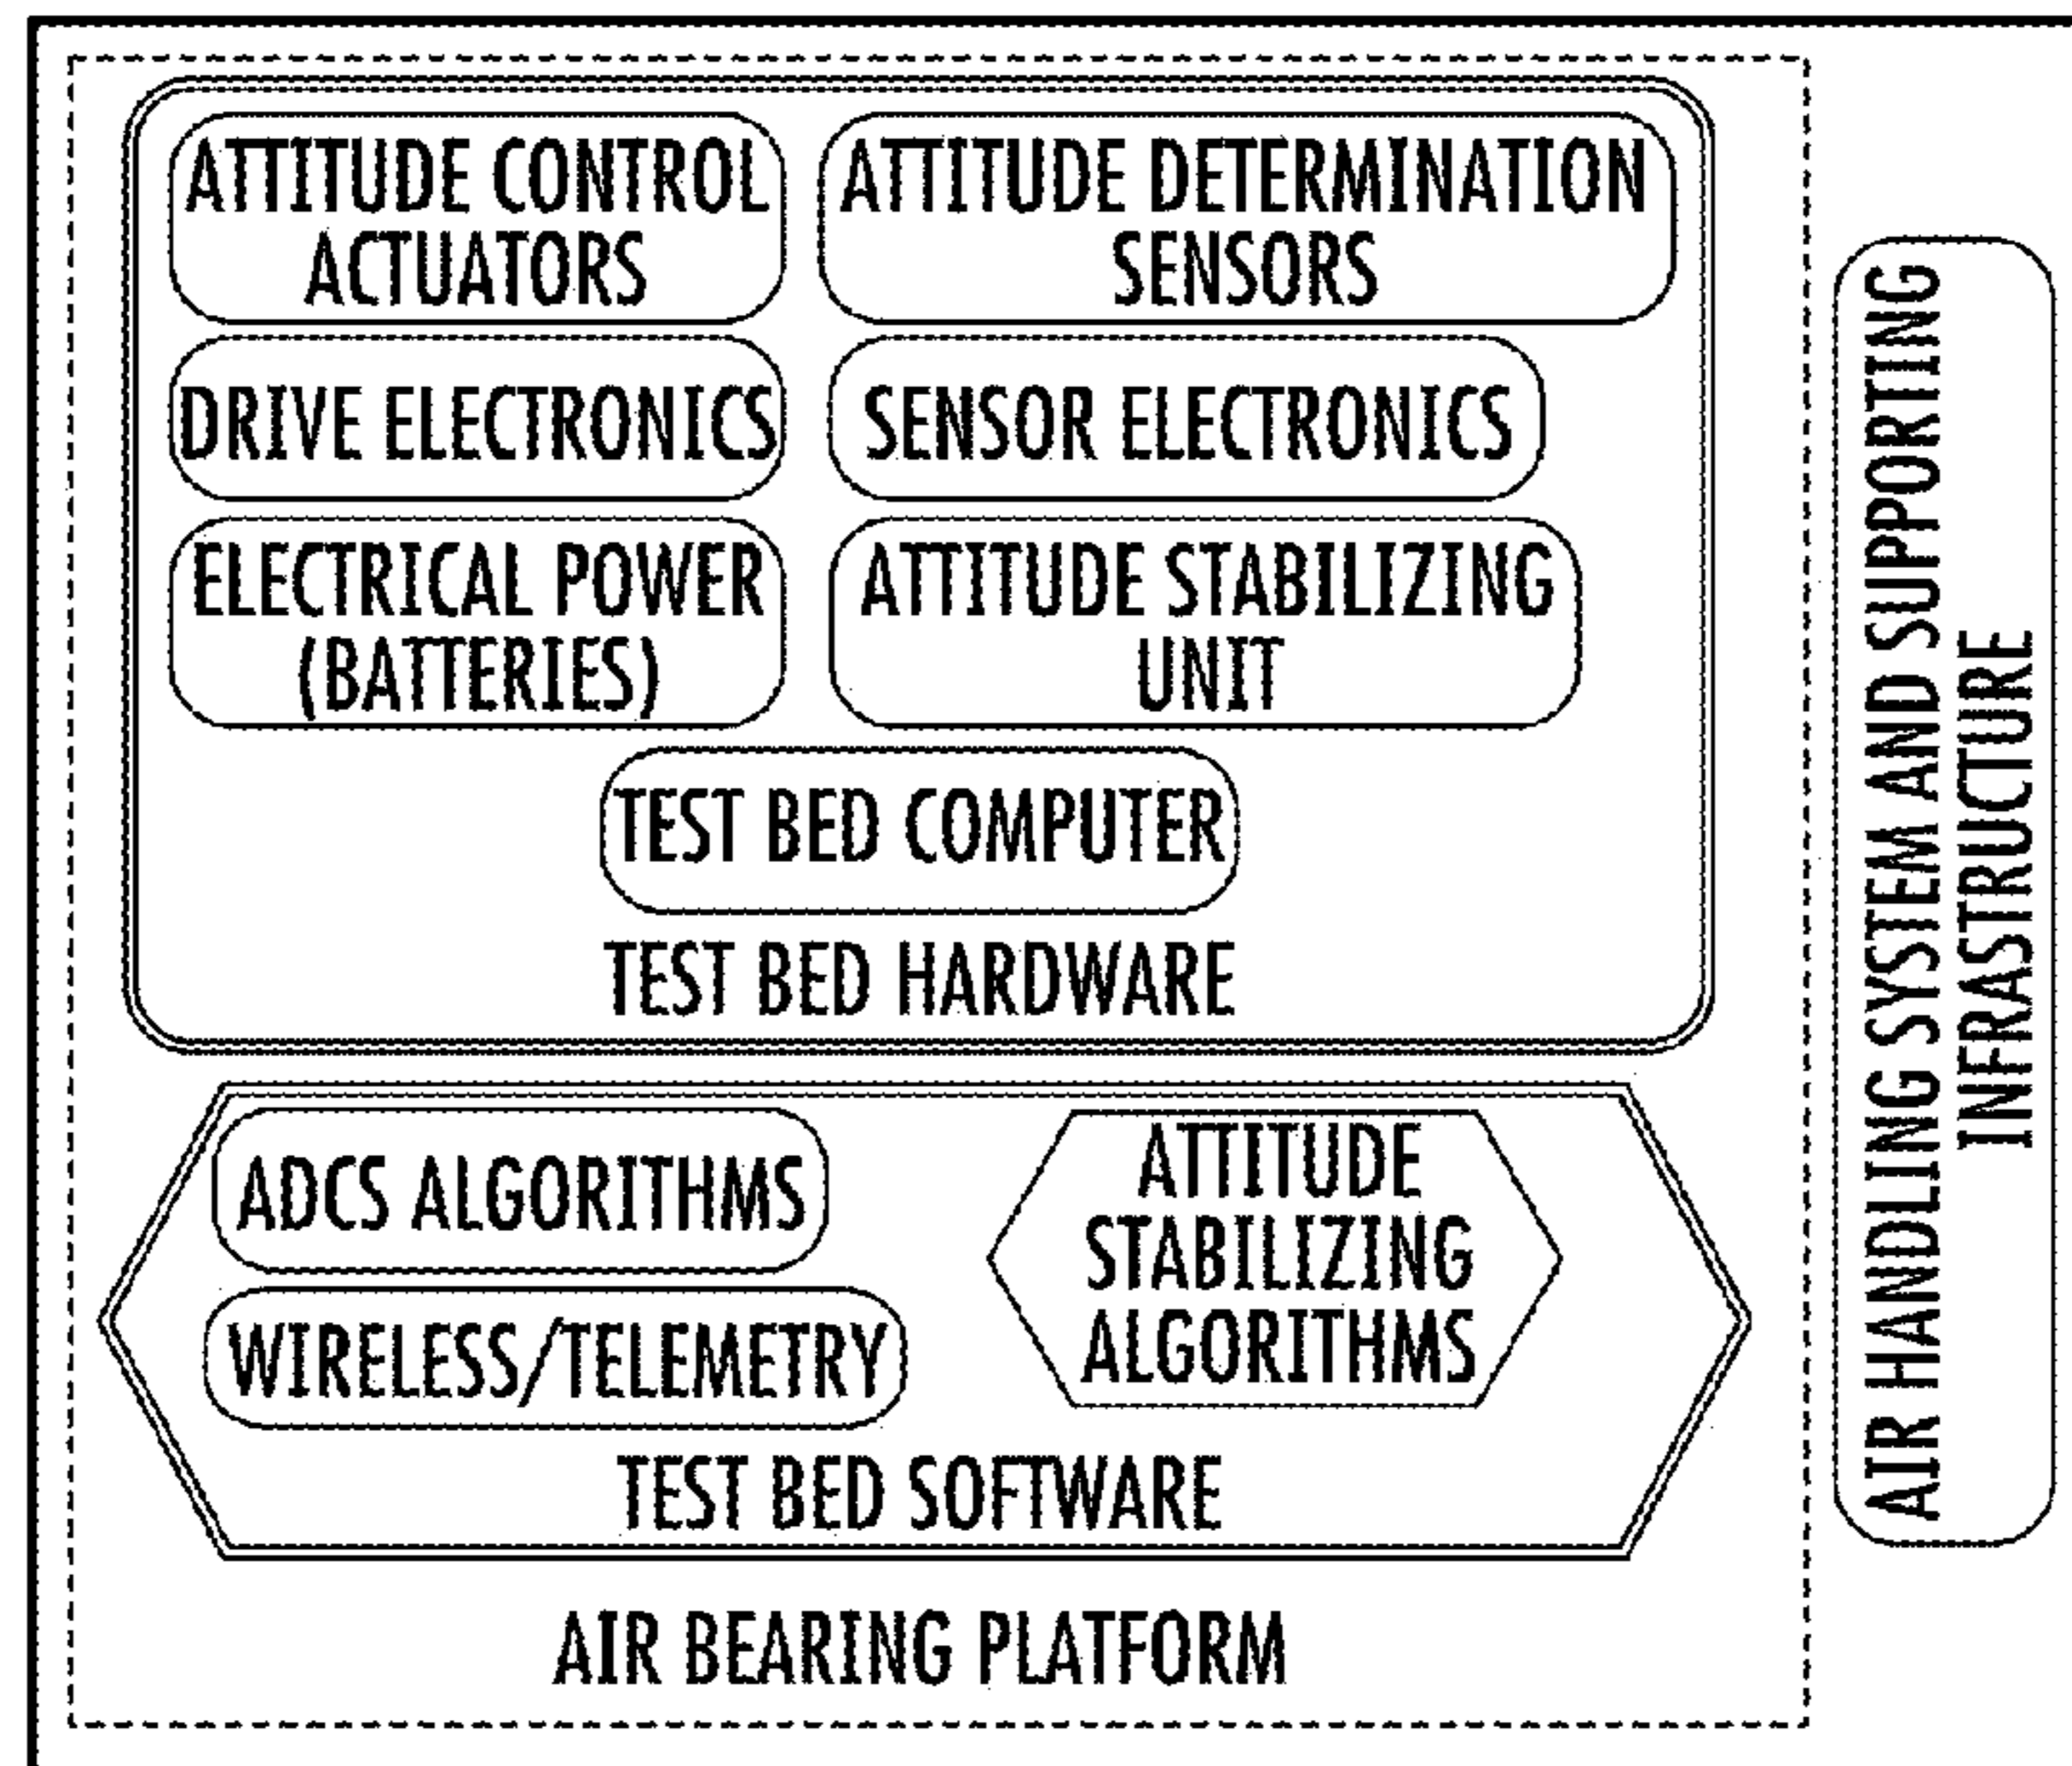 ATTITUDE CONTROL
ACTUATORS
ATTITUDE DETERMINATION
SENSORS
DRIVE ELECTRONICS
SENSOR ELECTRONICS
ELECTRICAL POWER
(BATTERIES)
ATTITUDE STABILIZING
UNIT
TEST BED COMPUTER
TEST BED HARDWARE
ADCS ALGORITHMS
WIRELESS/TELEMETRY
ATTITUDE
STABILIZING
ALGORITHMS
TEST BED SOFTWARE
AIR BEARING PLATFORM
AIR HANDLING SYSTEM AND SUPPORTING
INFRASTRUCTURE